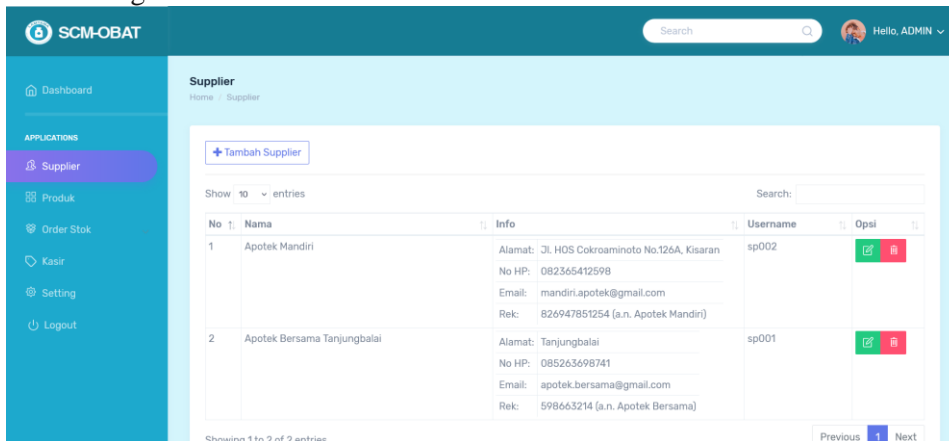 SCM-OBAT
Search
Hello, ADMIN
Dashboard
APPLICATIONS
Supplier
Produk
Order Stok
Kasir
Setting
Logout
Supplier
Home / Supplier
+ Tambah Supplier
Show 10 entries
Search:
No Nama Info Username Opsi
1 Apotek Mandiri Alamat: Jl. HOS Cokroaminoto No.126A, Kisaran sp002
No HP: 082365412598
Email: mandiri.apotek@gmail.com
Rek: 826947851254 (a.n. Apotek Mandiri)
2 Apotek Bersama Tanjungbalai Alamat: Tanjungbalai sp001
No HP: 085263698741
Email: apotek.bersama@gmail.com
Rek: 598663214 (a.n. Apotek Bersama)
Showing 1 to 2 of 2 entries
Previous 1 Next